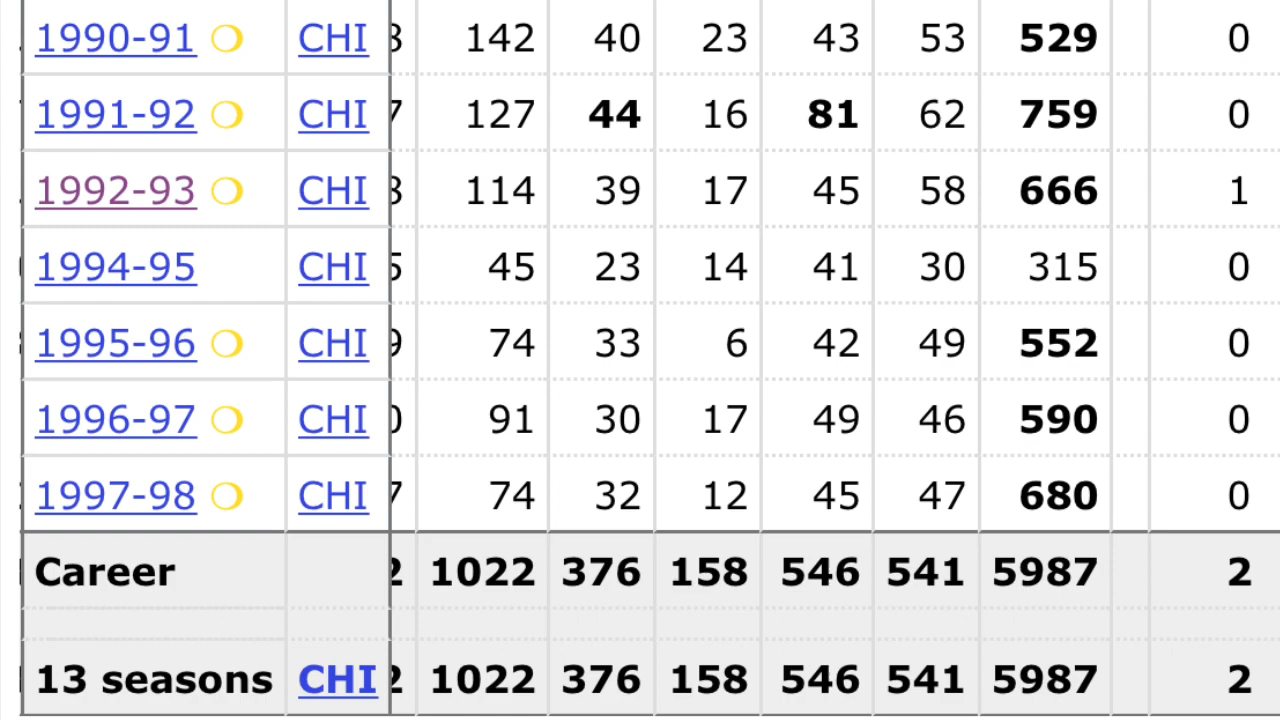 1990-91 CHI 142 40 23 43 53 529 0
1991-92 CHI 127 44 16 81 62 759 0
1992-93 CHI 114 39 17 45 58 666 1
1994-95 CHI 45 23 14 41 30 315 0
1995-96 CHI 74 33 6 42 49 552 0
1996-97 CHI 91 30 17 49 46 590 0
1997-98 CHI 74 32 12 45 47 680 0
Career 1022 376 158 546 541 5987 2
13 seasons CHI 1022 376 158 546 541 5987 2